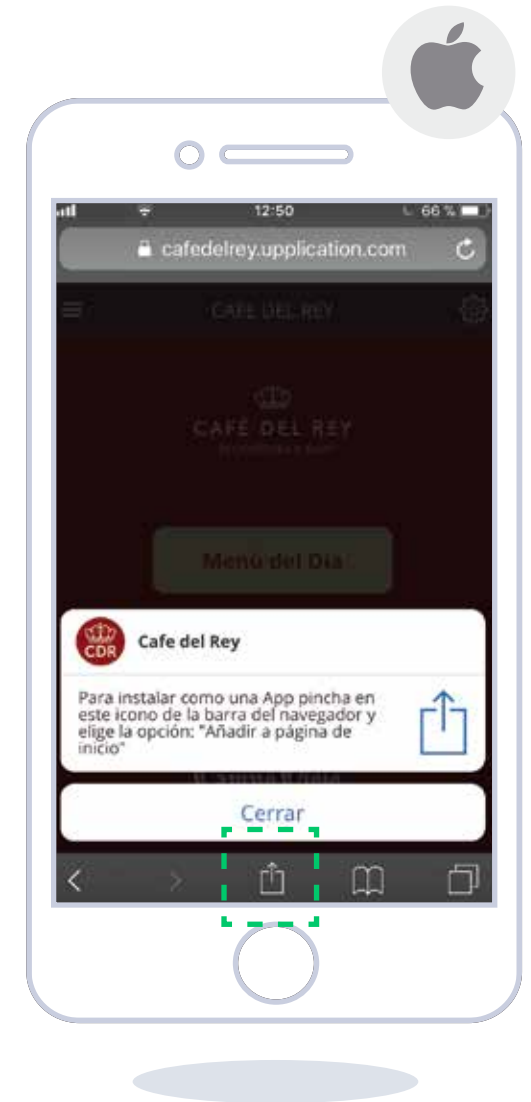 12:50
66 %
cafedelrey.upplication.com
CAFE DEL REY
CAFÉ DEL REY
Menú del Día
CDR
Cafe del Rey
Para instalar como una App pincha en
este icono de la barra del navegador y
elige la opción: "Añadir a página de
inicio"
Cerrar